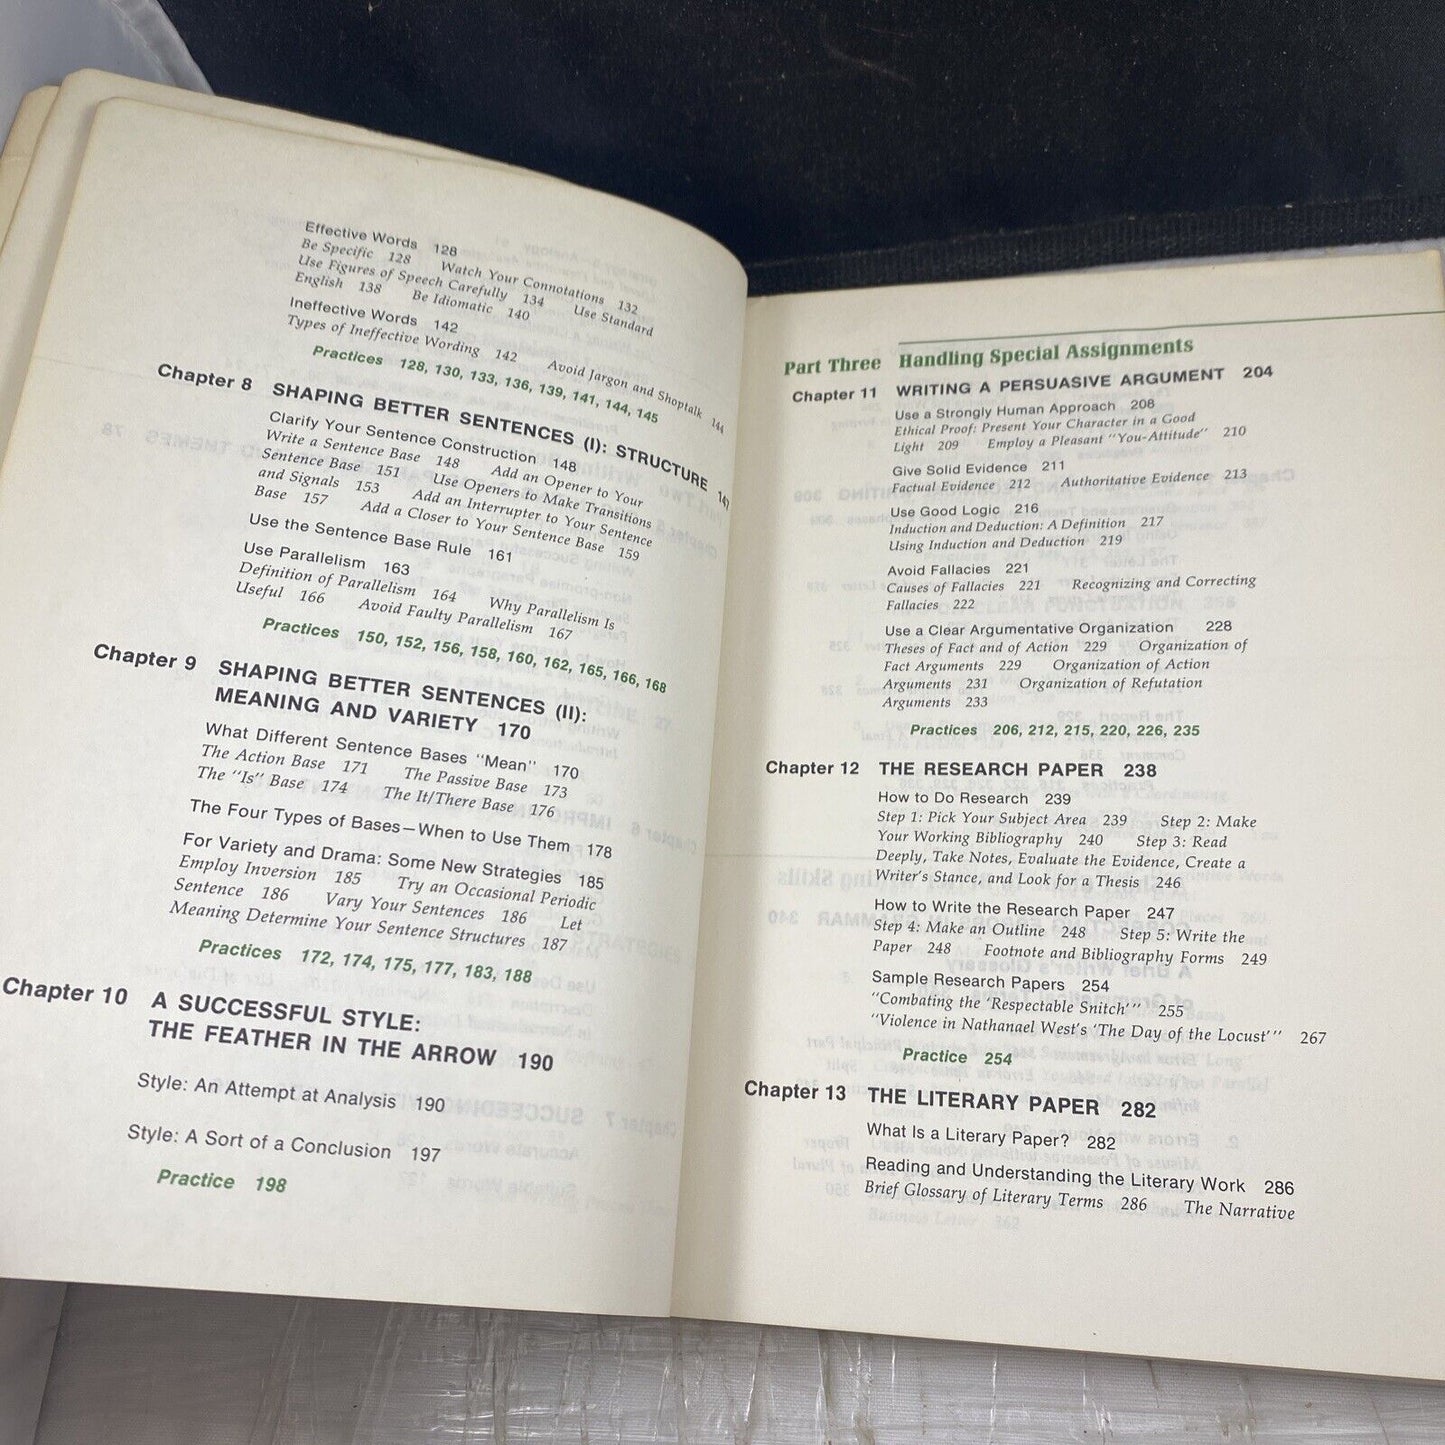 Effective Words 128
Be Specific 128 Watch Your Connotations 132
Use Figures of Speech Carefully 134 Use Standard
English 138 Be Idiomatic 140
Ineffective Words 142
Types of Ineffective Wording 142 Avoid Jargon and Shoptalk 144
Practices 128, 130, 133, 136, 139, 141, 144, 145
Chapter 8 SHAPING BETTER SENTENCES (I): STRUCTURE 147
Clarify Your Sentence Construction 148
Write a Sentence Base 148 Add an Opener to Your
Sentence Base 151 Use Openers to Make Transitions
and Signals 153 Add an Interrupter to Your Sentence
Base 157 Add a Closer to Your Sentence Base 159
Use the Sentence Base Rule 161
Use Parallelism 163
Definition of Parallelism 164 Why Parallelism Is
Useful 166 Avoid Faulty Parallelism 167
Practices 150, 152, 156, 158, 160, 162, 165, 166, 168
Chapter 9 SHAPING BETTER SENTENCES (II):
MEANING AND VARIETY 170
What Different Sentence Bases "Mean" 170
The Action Base 171 The Passive Base 173
The "Is" Base 174 The It/There Base 176
The Four Types of Bases—When to Use Them 178
For Variety and Drama: Some New Strategies 185
Employ Inversion 185 Try an Occasional Periodic
Sentence 186 Vary Your Sentences 186 Let
Meaning Determine Your Sentence Structures 187
Practices 172, 174, 175, 177, 183, 188
Chapter 10 A SUCCESSFUL STYLE:
THE FEATHER IN THE ARROW 190
Style: An Attempt at Analysis 190
Style: A Sort of a Conclusion 197
Practice 198
Part Three Handling Special Assignments
Chapter 11 WRITING A PERSUASIVE ARGUMENT 204
Use a Strongly Human Approach 208
Ethical Proof: Present Your Character in a Good
Light 209 Employ a Pleasant "You-Attitude" 210
Give Solid Evidence 211
Factual Evidence 212 Authoritative Evidence 213
Use Good Logic 216
Induction and Deduction: A Definition 217
Using Induction and Deduction 219
Avoid Fallacies 221
Causes of Fallacies 221 Recognizing and Correcting
Fallacies 222
Use a Clear Argumentative Organization 228
Theses of Fact and of Action 229 Organization of
Fact Arguments 229 Organization of Action
Arguments 231 Organization of Refutation
Arguments 233
Practices 206, 212, 215, 220, 226, 235
Chapter 12 THE RESEARCH PAPER 238
How to Do Research 239
Step 1: Pick Your Subject Area 239 Step 2: Make
Your Working Bibliography 240 Step 3: Read
Deeply, Take Notes, Evaluate the Evidence, Create a
Writer's Stance, and Look for a Thesis 246
How to Write the Research Paper 247
Step 4: Make an Outline 248 Step 5: Write the
Paper 248 Footnote and Bibliography Forms 249
Sample Research Papers 254
"Combating the 'Respectable Snitch'" 255
"Violence in Nathanael West's 'The Day of the Locust'" 267
Practice 254
Chapter 13 THE LITERARY PAPER 282
What Is a Literary Paper? 282
Reading and Understanding the Literary Work 286
Brief Glossary of Literary Terms 286 The Narrative